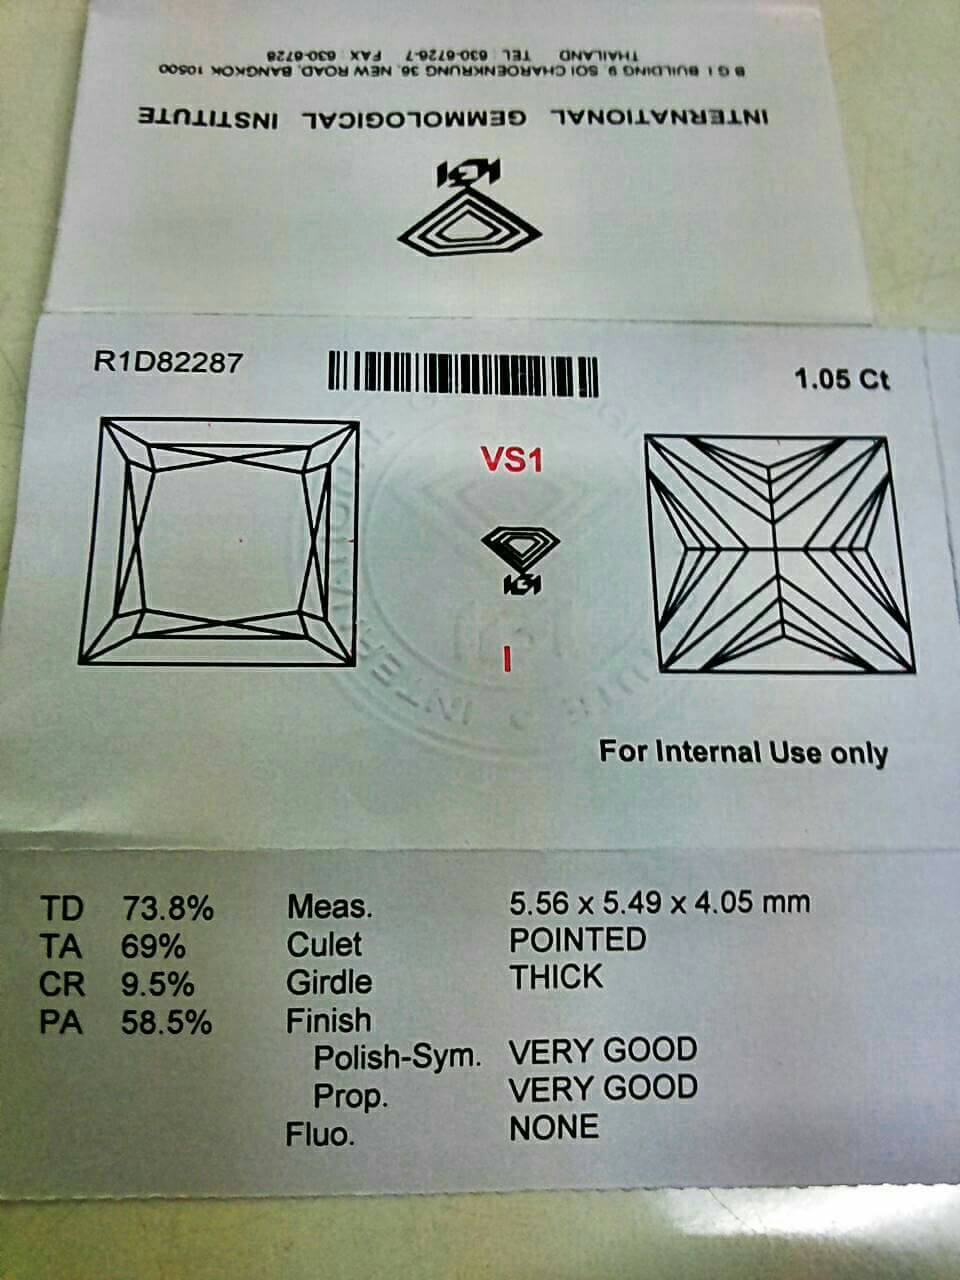 INTERNATIONAL GEMMOLOGICAL INSTITUTE
B G I BUILDING 9 SOI CHAROENKRUNG 36, NEW ROAD, BANGKOK 10500
THAILAND TEL 630-6726-7 FAX 630-6728
IGI
R1D82287
1.05 Ct
VS1
IGI
I
For Internal Use only
TD 73.8% Meas. 5.56 x 5.49 x 4.05 mm
TA 69% Culet POINTED
CR 9.5% Girdle THICK
PA 58.5% Finish
Polish-Sym. VERY GOOD
Prop. VERY GOOD
Fluo. NONE